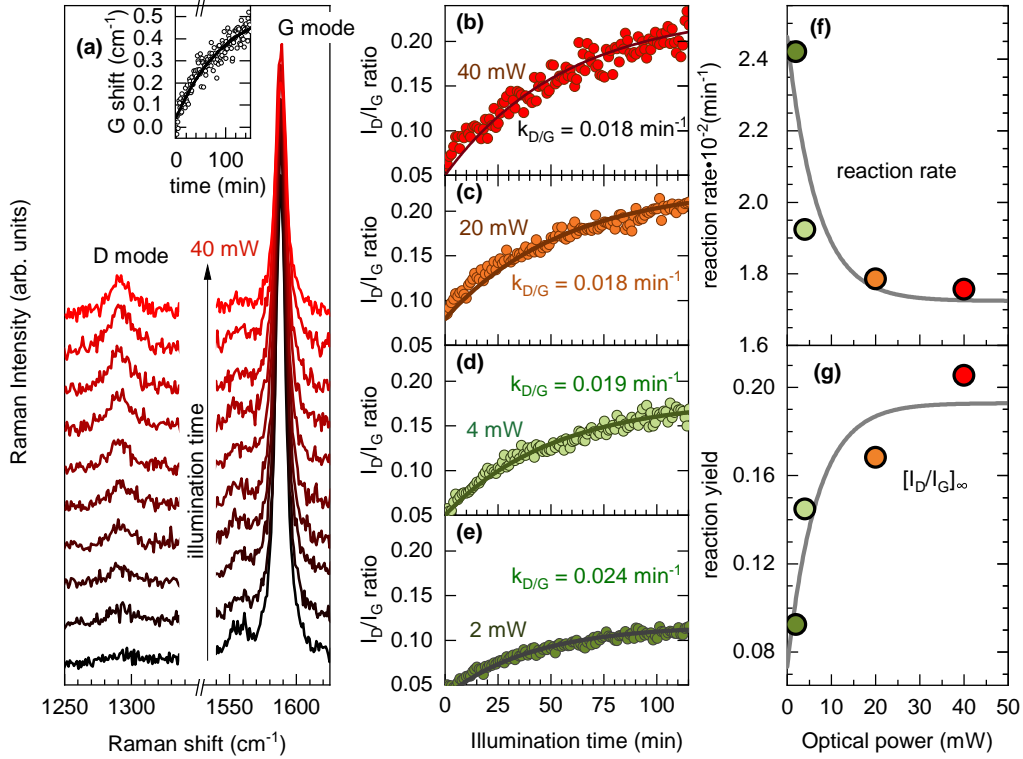 (a)
G mode
G shift (cm⁻¹)
0.5
0.4
0.3
0.2
0.1
0.0
0
100
time (min)
D mode
40 mW
illumination time
Raman Intensity (arb. units)
1250
1300
1550
1600
Raman shift (cm⁻¹)
(b)
40 mW
k_D/G = 0.018 min⁻¹
I_D/I_G ratio
0.20
0.15
0.10
0.05
(c)
20 mW
k_D/G = 0.018 min⁻¹
I_D/I_G ratio
0.20
0.15
0.10
0.05
(d)
k_D/G = 0.019 min⁻¹
4 mW
I_D/I_G ratio
0.20
0.15
0.10
0.05
(e)
k_D/G = 0.024 min⁻¹
2 mW
I_D/I_G ratio
0.20
0.15
0.10
0.05
0
25
50
75
100
Illumination time (min)
(f)
reaction rate
reaction rate•10⁻²(min⁻¹)
2.4
2.2
2.0
1.8
1.6
(g)
[I_D/I_G]∞
reaction yield
0.20
0.16
0.12
0.08
0
10
20
30
40
50
Optical power (mW)